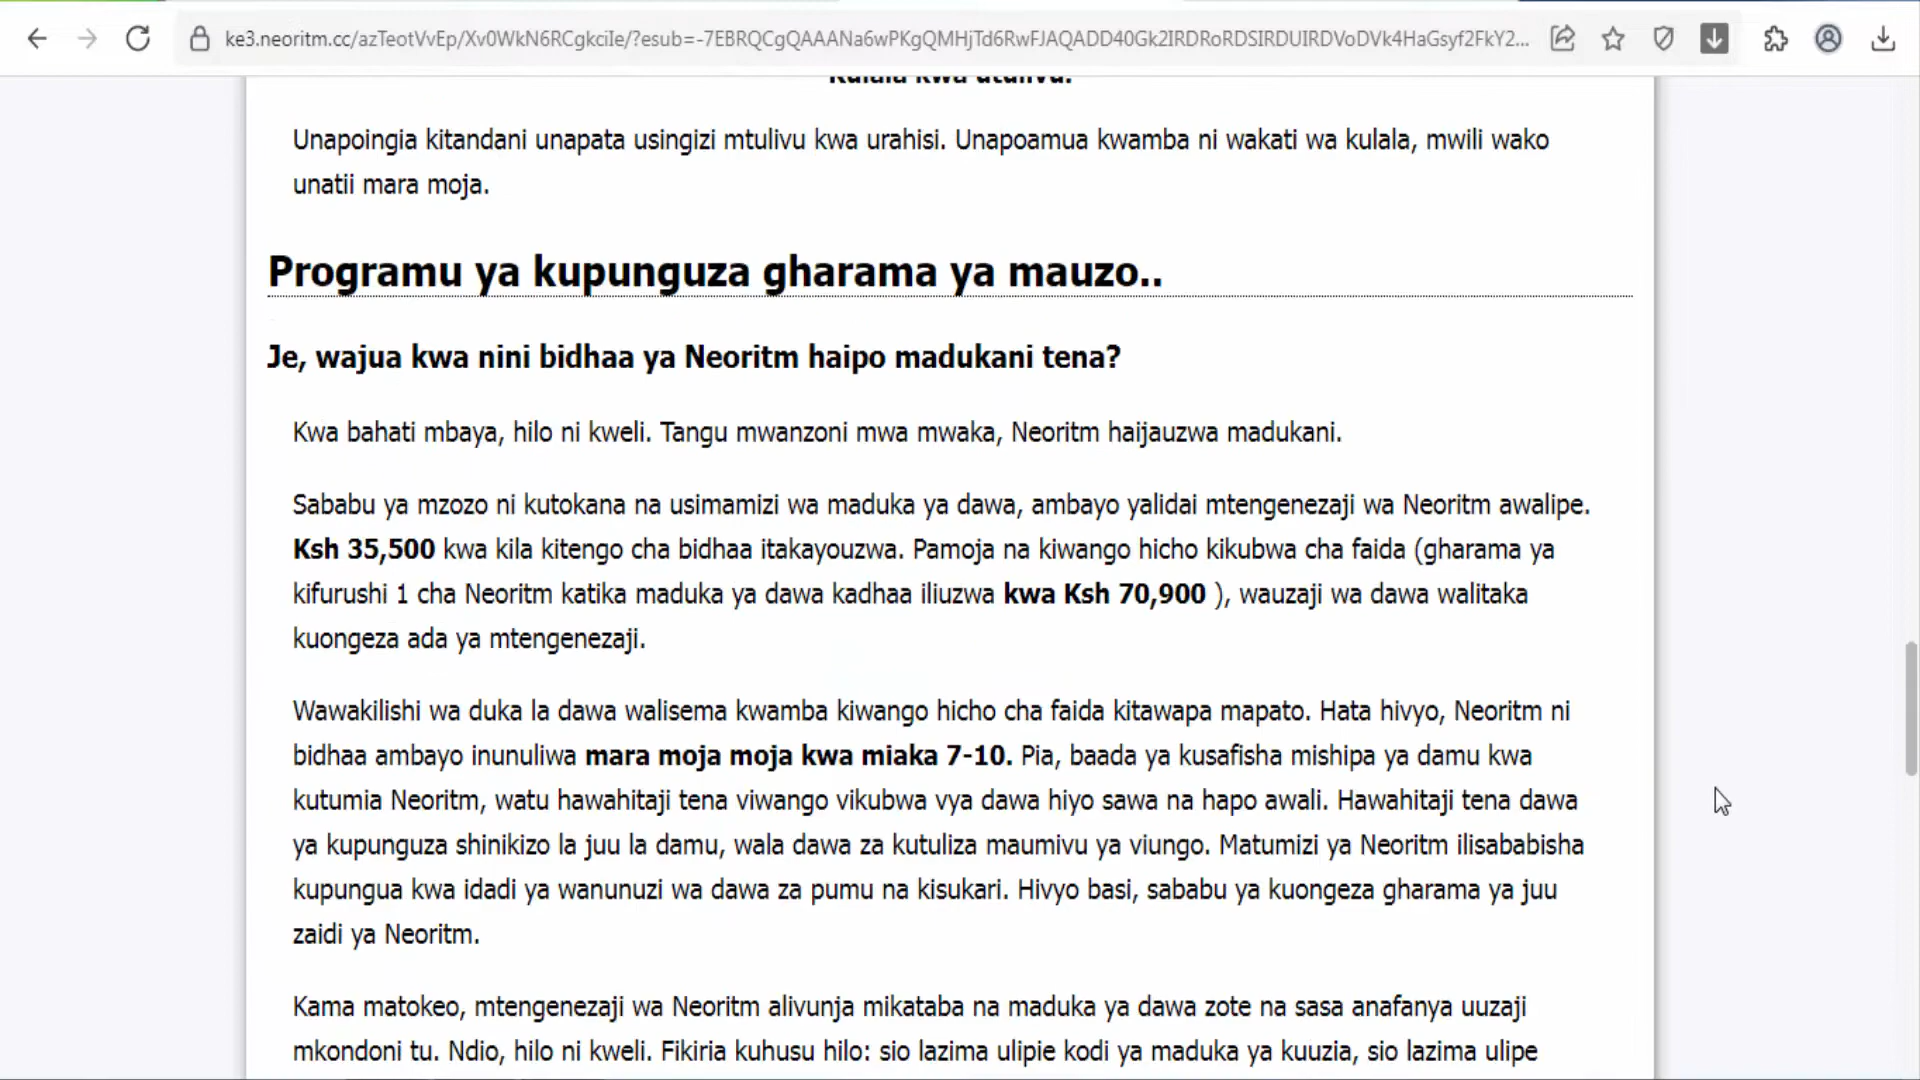 ke3.neoritm.cc/azTeotVvEp/Xv0WkN6RCgkciIe/?esub=-7EBRQCgQAAANa6wPKgQMHjTd6RwFJAQADD40Gk2IRDRoRDSIRDUIRDVoDVk4HaGsyf2FkY2...
Kulala kwa utulivu.
Unapoingia kitandani unapata usingizi mtulivu kwa urahisi. Unapoamua kwamba ni wakati wa kulala, mwili wako
unatii mara moja.
Programu ya kupunguza gharama ya mauzo..
Je, wajua kwa nini bidhaa ya Neoritm haipo madukani tena?
Kwa bahati mbaya, hilo ni kweli. Tangu mwanzoni mwa mwaka, Neoritm haijauzwa madukani.
Sababu ya mzozo ni kutokana na usimamizi wa maduka ya dawa, ambayo yalidai mtengenezaji wa Neoritm awalipe.
Ksh 35,500 kwa kila kitengo cha bidhaa itakayouzwa. Pamoja na kiwango hicho kikubwa cha faida (gharama ya
kifurushi 1 cha Neoritm katika maduka ya dawa kadhaa iliuzwa kwa Ksh 70,900 ), wauzaji wa dawa walitaka
kuongeza ada ya mtengenezaji.
Wawakilishi wa duka la dawa walisema kwamba kiwango hicho cha faida kitawapa mapato. Hata hivyo, Neoritm ni
bidhaa ambayo inunuliwa mara moja moja kwa miaka 7-10. Pia, baada ya kusafisha mishipa ya damu kwa
kutumia Neoritm, watu hawahitaji tena viwango vikubwa vya dawa hiyo sawa na hapo awali. Hawahitaji tena dawa
ya kupunguza shinikizo la juu la damu, wala dawa za kutuliza maumivu ya viungo. Matumizi ya Neoritm ilisababisha
kupungua kwa idadi ya wanunuzi wa dawa za pumu na kisukari. Hivyo basi, sababu ya kuongeza gharama ya juu
zaidi ya Neoritm.
Kama matokeo, mtengenezaji wa Neoritm alivunja mikataba na maduka ya dawa zote na sasa anafanya uuzaji
mkondoni tu. Ndio, hilo ni kweli. Fikiria kuhusu hilo: sio lazima ulipie kodi ya maduka ya kuuzia, sio lazima ulipe